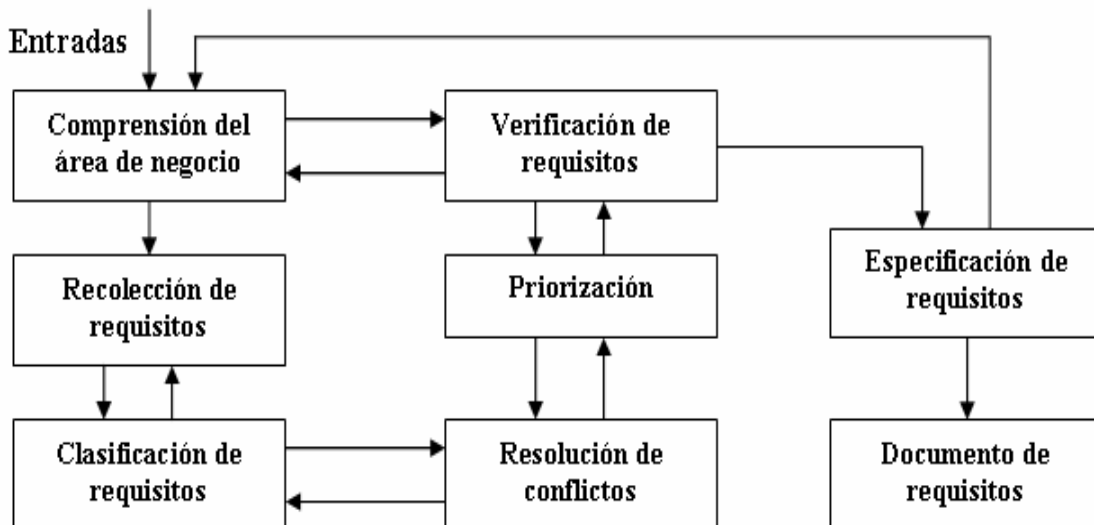 Entradas
Comprensión del
área de negocio
Verificación de
requisitos
Recolección de
requisitos
Priorización
Especificación de
requisitos
Clasificación de
requisitos
Resolución de
conflictos
Documento de
requisitos